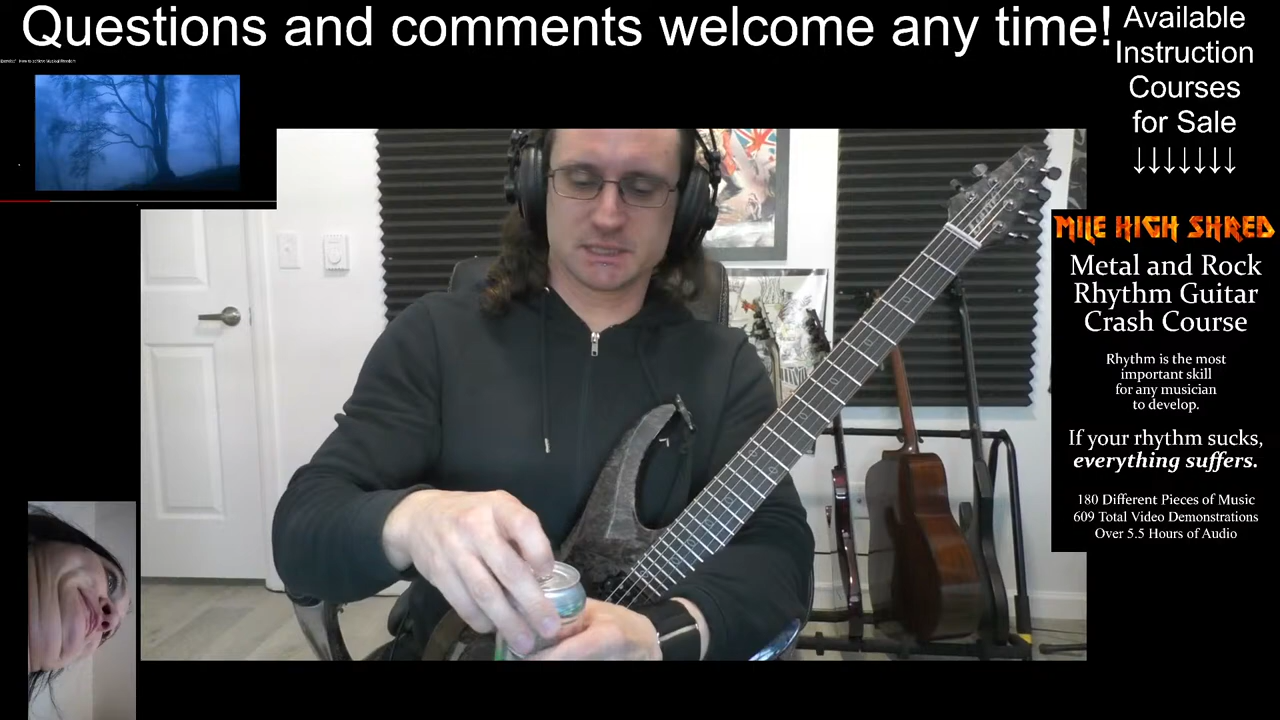 Questions and comments welcome any time!
Available
Instruction
Courses
for Sale
↓↓↓↓↓↓↓
MILE HIGH SHRED
Metal and Rock
Rhythm Guitar
Crash Course
Rhythm is the most
important skill
for any musician
to develop.
If your rhythm sucks,
everything suffers.
180 Different Pieces of Music
609 Total Video Demonstrations
Over 5.5 Hours of Audio